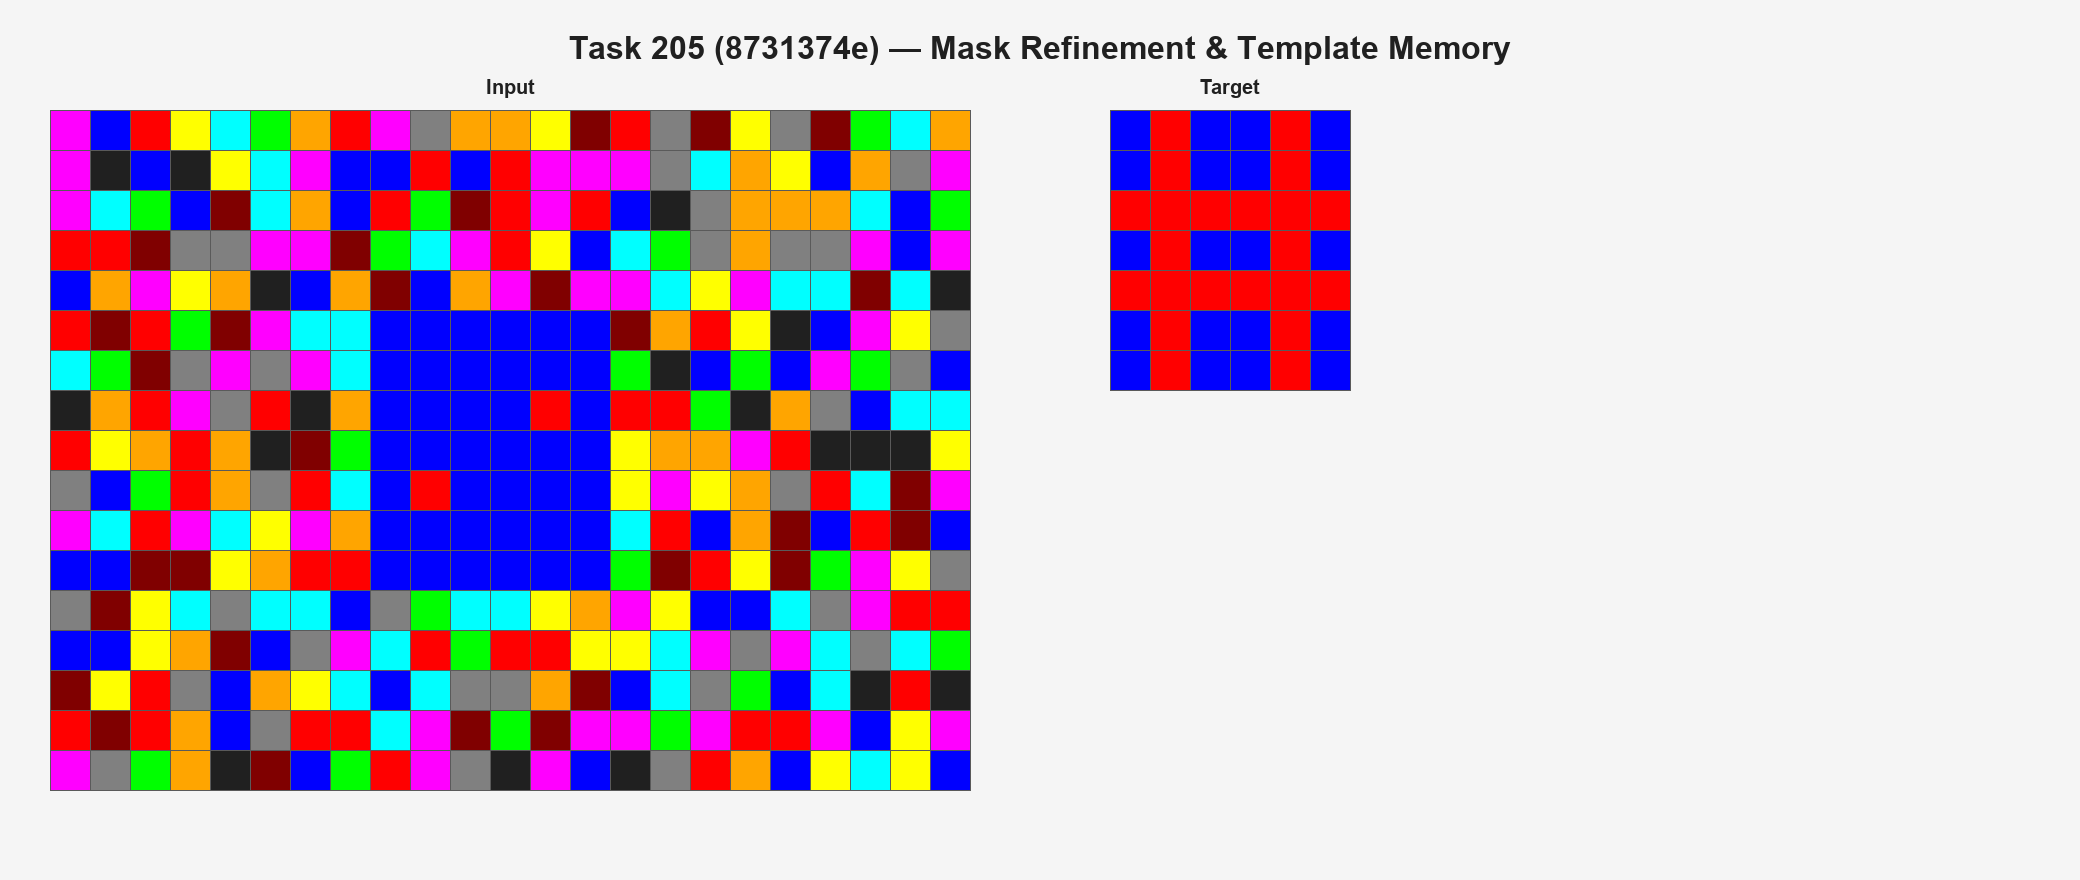 Task 205 (8731374e) — Mask Refinement & Template Memory
Input
Target